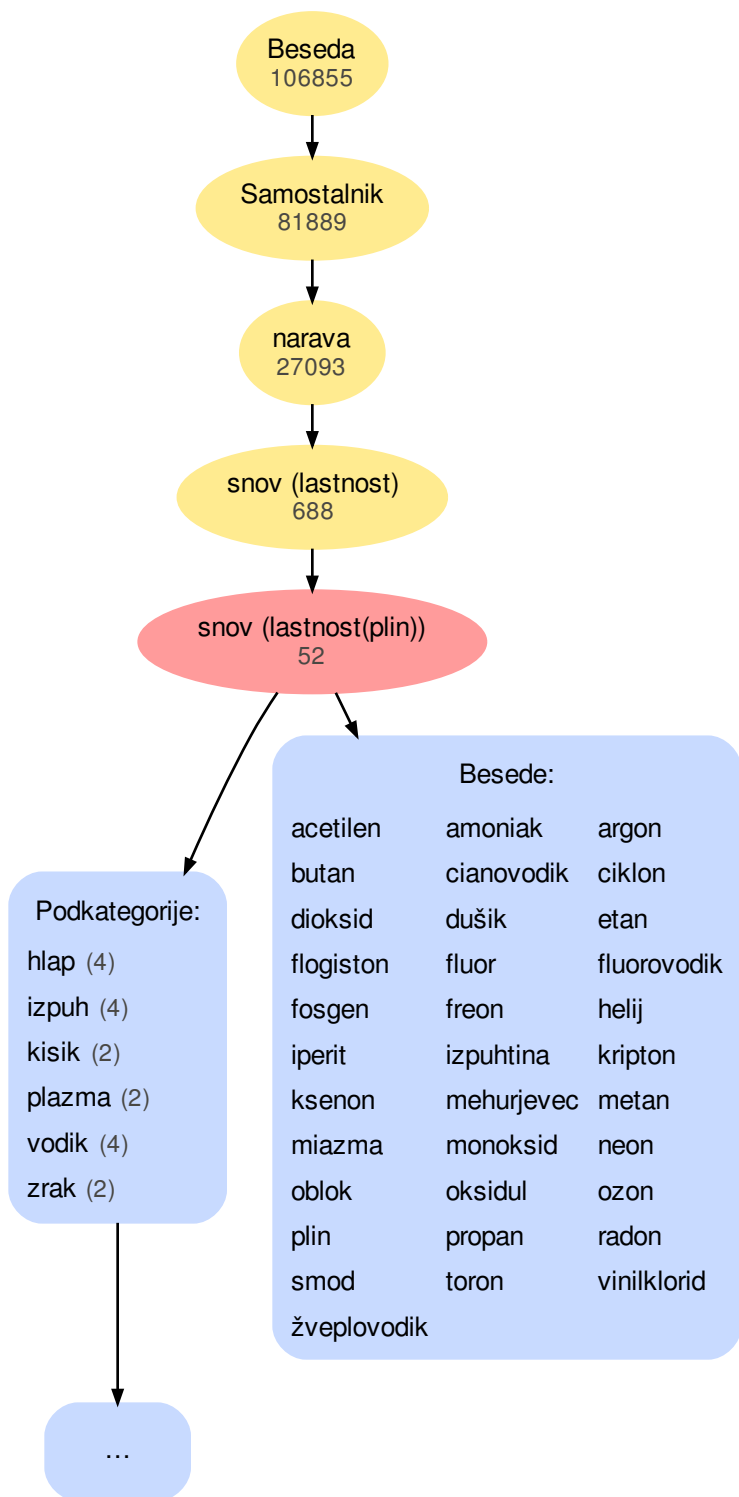 Beseda
106855
Samostalnik
81889
narava
27093
snov (lastnost)
688
snov (lastnost(plin))
52
Podkategorije:
hlap (4)
izpuh (4)
kisik (2)
plazma (2)
vodik (4)
zrak (2)
...
Besede:
acetilen amoniak argon
butan cianovodik ciklon
dioksid dušik etan
flogiston fluor fluorovodik
fosgen freon helij
iperit izpuhtina kripton
ksenon mehurjevec metan
miazma monoksid neon
oblok oksidul ozon
plin propan radon
smod toron vinilklorid
žveplovodik